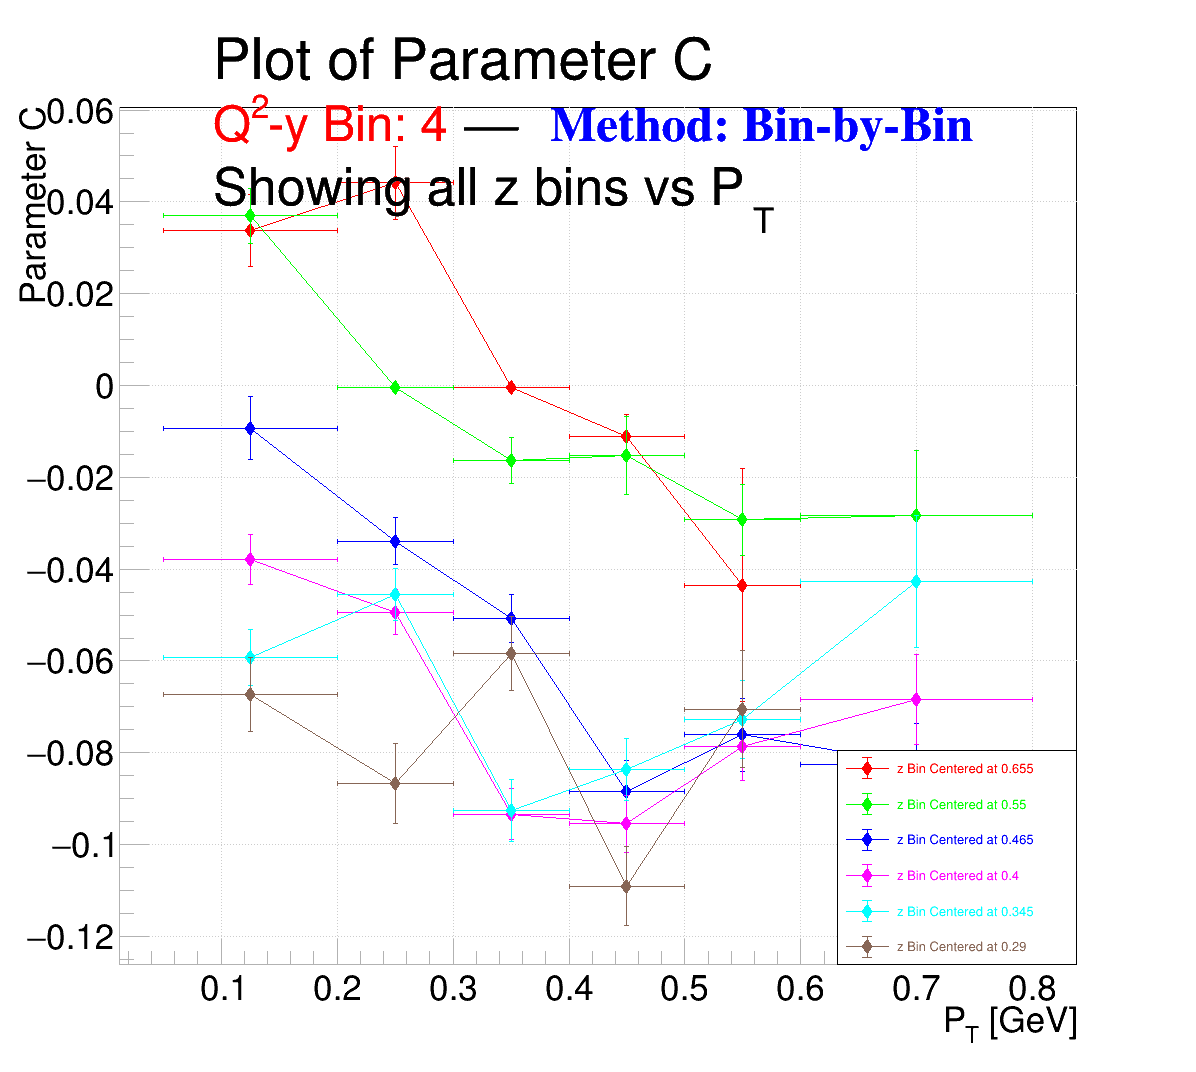 Plot of Parameter C
Q²-y Bin: 4 — Method: Bin-by-Bin
Showing all z bins vs P_T
Parameter C
0.06
0.04
0.02
0
−0.02
−0.04
−0.06
−0.08
−0.1
−0.12
z Bin Centered at 0.655
z Bin Centered at 0.55
z Bin Centered at 0.465
z Bin Centered at 0.4
z Bin Centered at 0.345
z Bin Centered at 0.29
0.1 0.2 0.3 0.4 0.5 0.6 0.7 0.8
P_T [GeV]